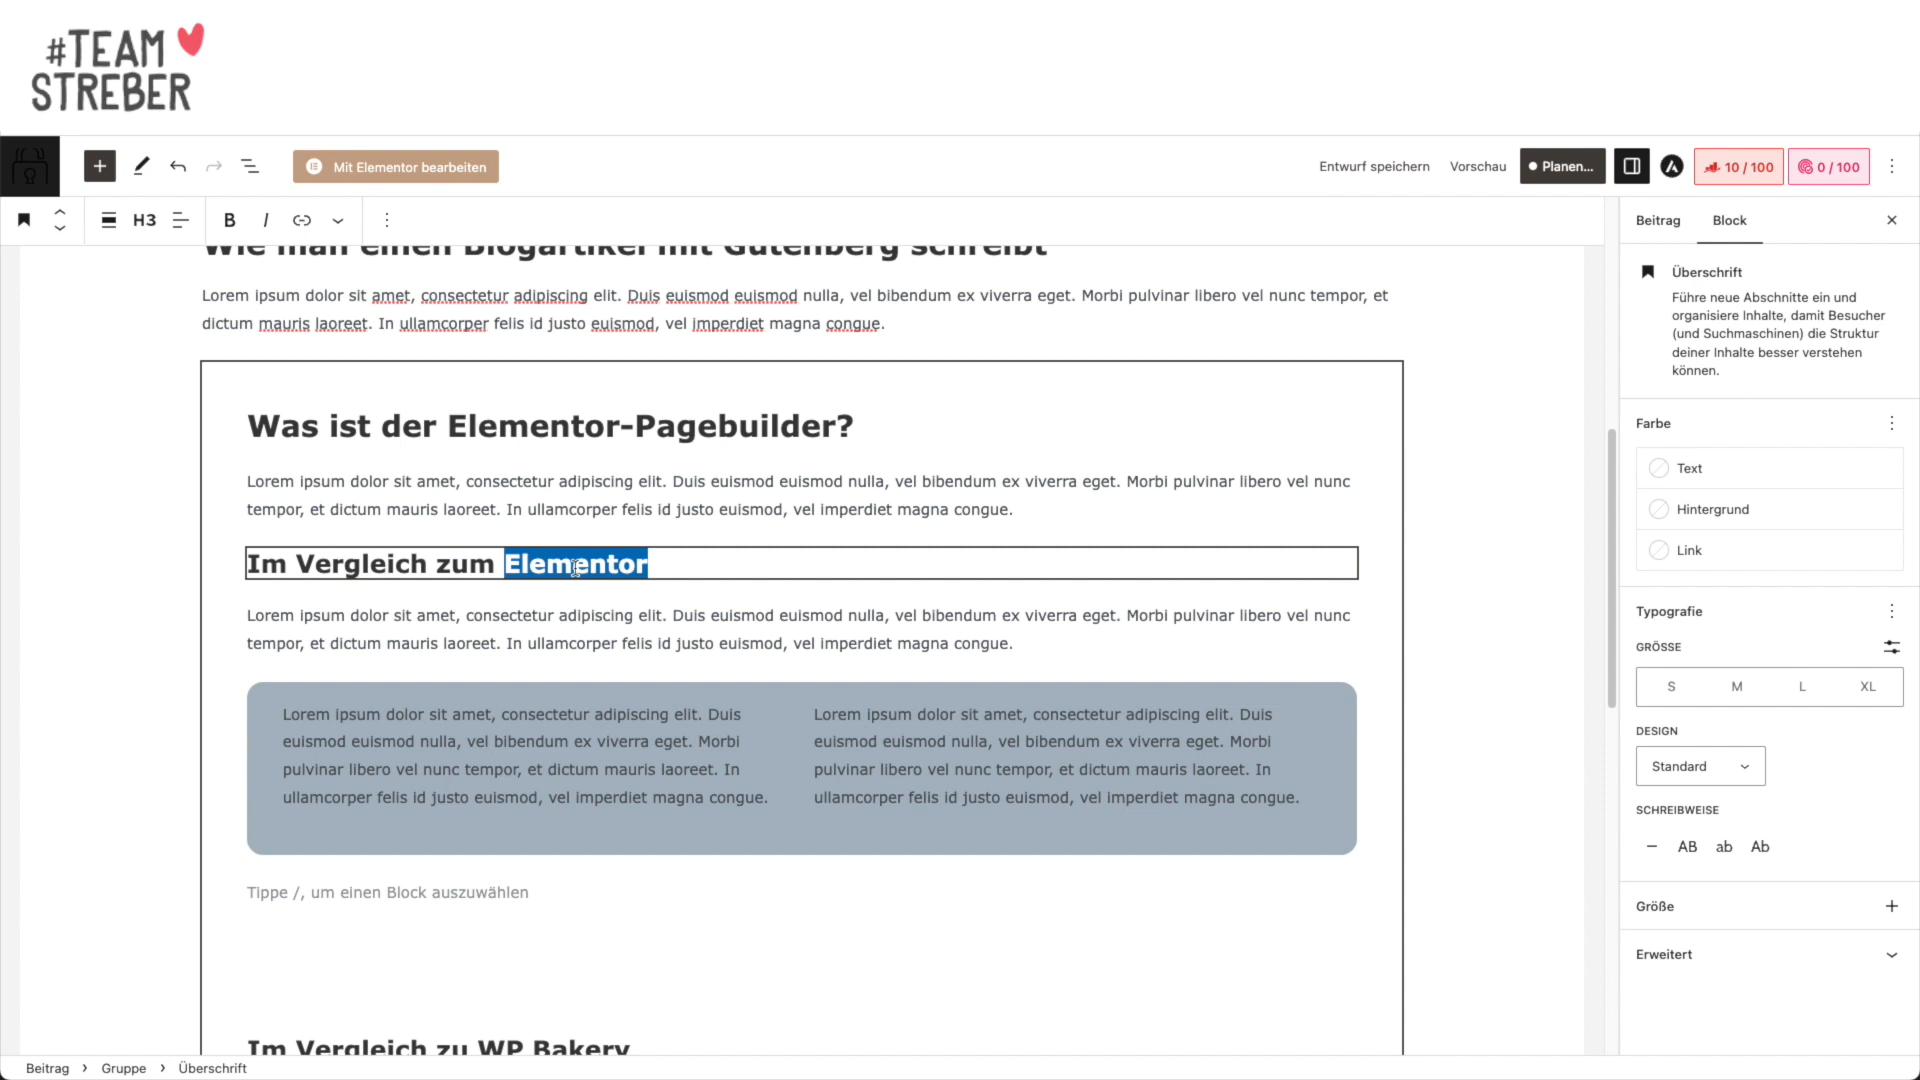 #TEAM
STREBER
Mit Elementor bearbeiten
Entwurf speichern
Vorschau
Planen...
10 / 100
0 / 100
H3
B
I
Wie man einen Blogartikel mit Gutenberg schreibt
Lorem ipsum dolor sit amet, consectetur adipiscing elit. Duis euismod euismod nulla, vel bibendum ex viverra eget. Morbi pulvinar libero vel nunc tempor, et
dictum mauris laoreet. In ullamcorper felis id justo euismod, vel imperdiet magna congue.
Was ist der Elementor-Pagebuilder?
Lorem ipsum dolor sit amet, consectetur adipiscing elit. Duis euismod euismod nulla, vel bibendum ex viverra eget. Morbi pulvinar libero vel nunc
tempor, et dictum mauris laoreet. In ullamcorper felis id justo euismod, vel imperdiet magna congue.
Im Vergleich zum Elementor
Lorem ipsum dolor sit amet, consectetur adipiscing elit. Duis euismod euismod nulla, vel bibendum ex viverra eget. Morbi pulvinar libero vel nunc
tempor, et dictum mauris laoreet. In ullamcorper felis id justo euismod, vel imperdiet magna congue.
Lorem ipsum dolor sit amet, consectetur adipiscing elit. Duis
euismod euismod nulla, vel bibendum ex viverra eget. Morbi
pulvinar libero vel nunc tempor, et dictum mauris laoreet. In
ullamcorper felis id justo euismod, vel imperdiet magna congue.
Lorem ipsum dolor sit amet, consectetur adipiscing elit. Duis
euismod euismod nulla, vel bibendum ex viverra eget. Morbi
pulvinar libero vel nunc tempor, et dictum mauris laoreet. In
ullamcorper felis id justo euismod, vel imperdiet magna congue.
Tippe /, um einen Block auszuwählen
Im Vergleich zu WP Bakery
Beitrag
Block
Überschrift
Führe neue Abschnitte ein und
organisiere Inhalte, damit Besucher
(und Suchmaschinen) die Struktur
deiner Inhalte besser verstehen
können.
Farbe
Text
Hintergrund
Link
Typografie
GRÖSSE
S M L XL
DESIGN
Standard
SCHREIBWEISE
— AB ab Ab
Größe
Erweitert
Beitrag › Gruppe › Überschrift